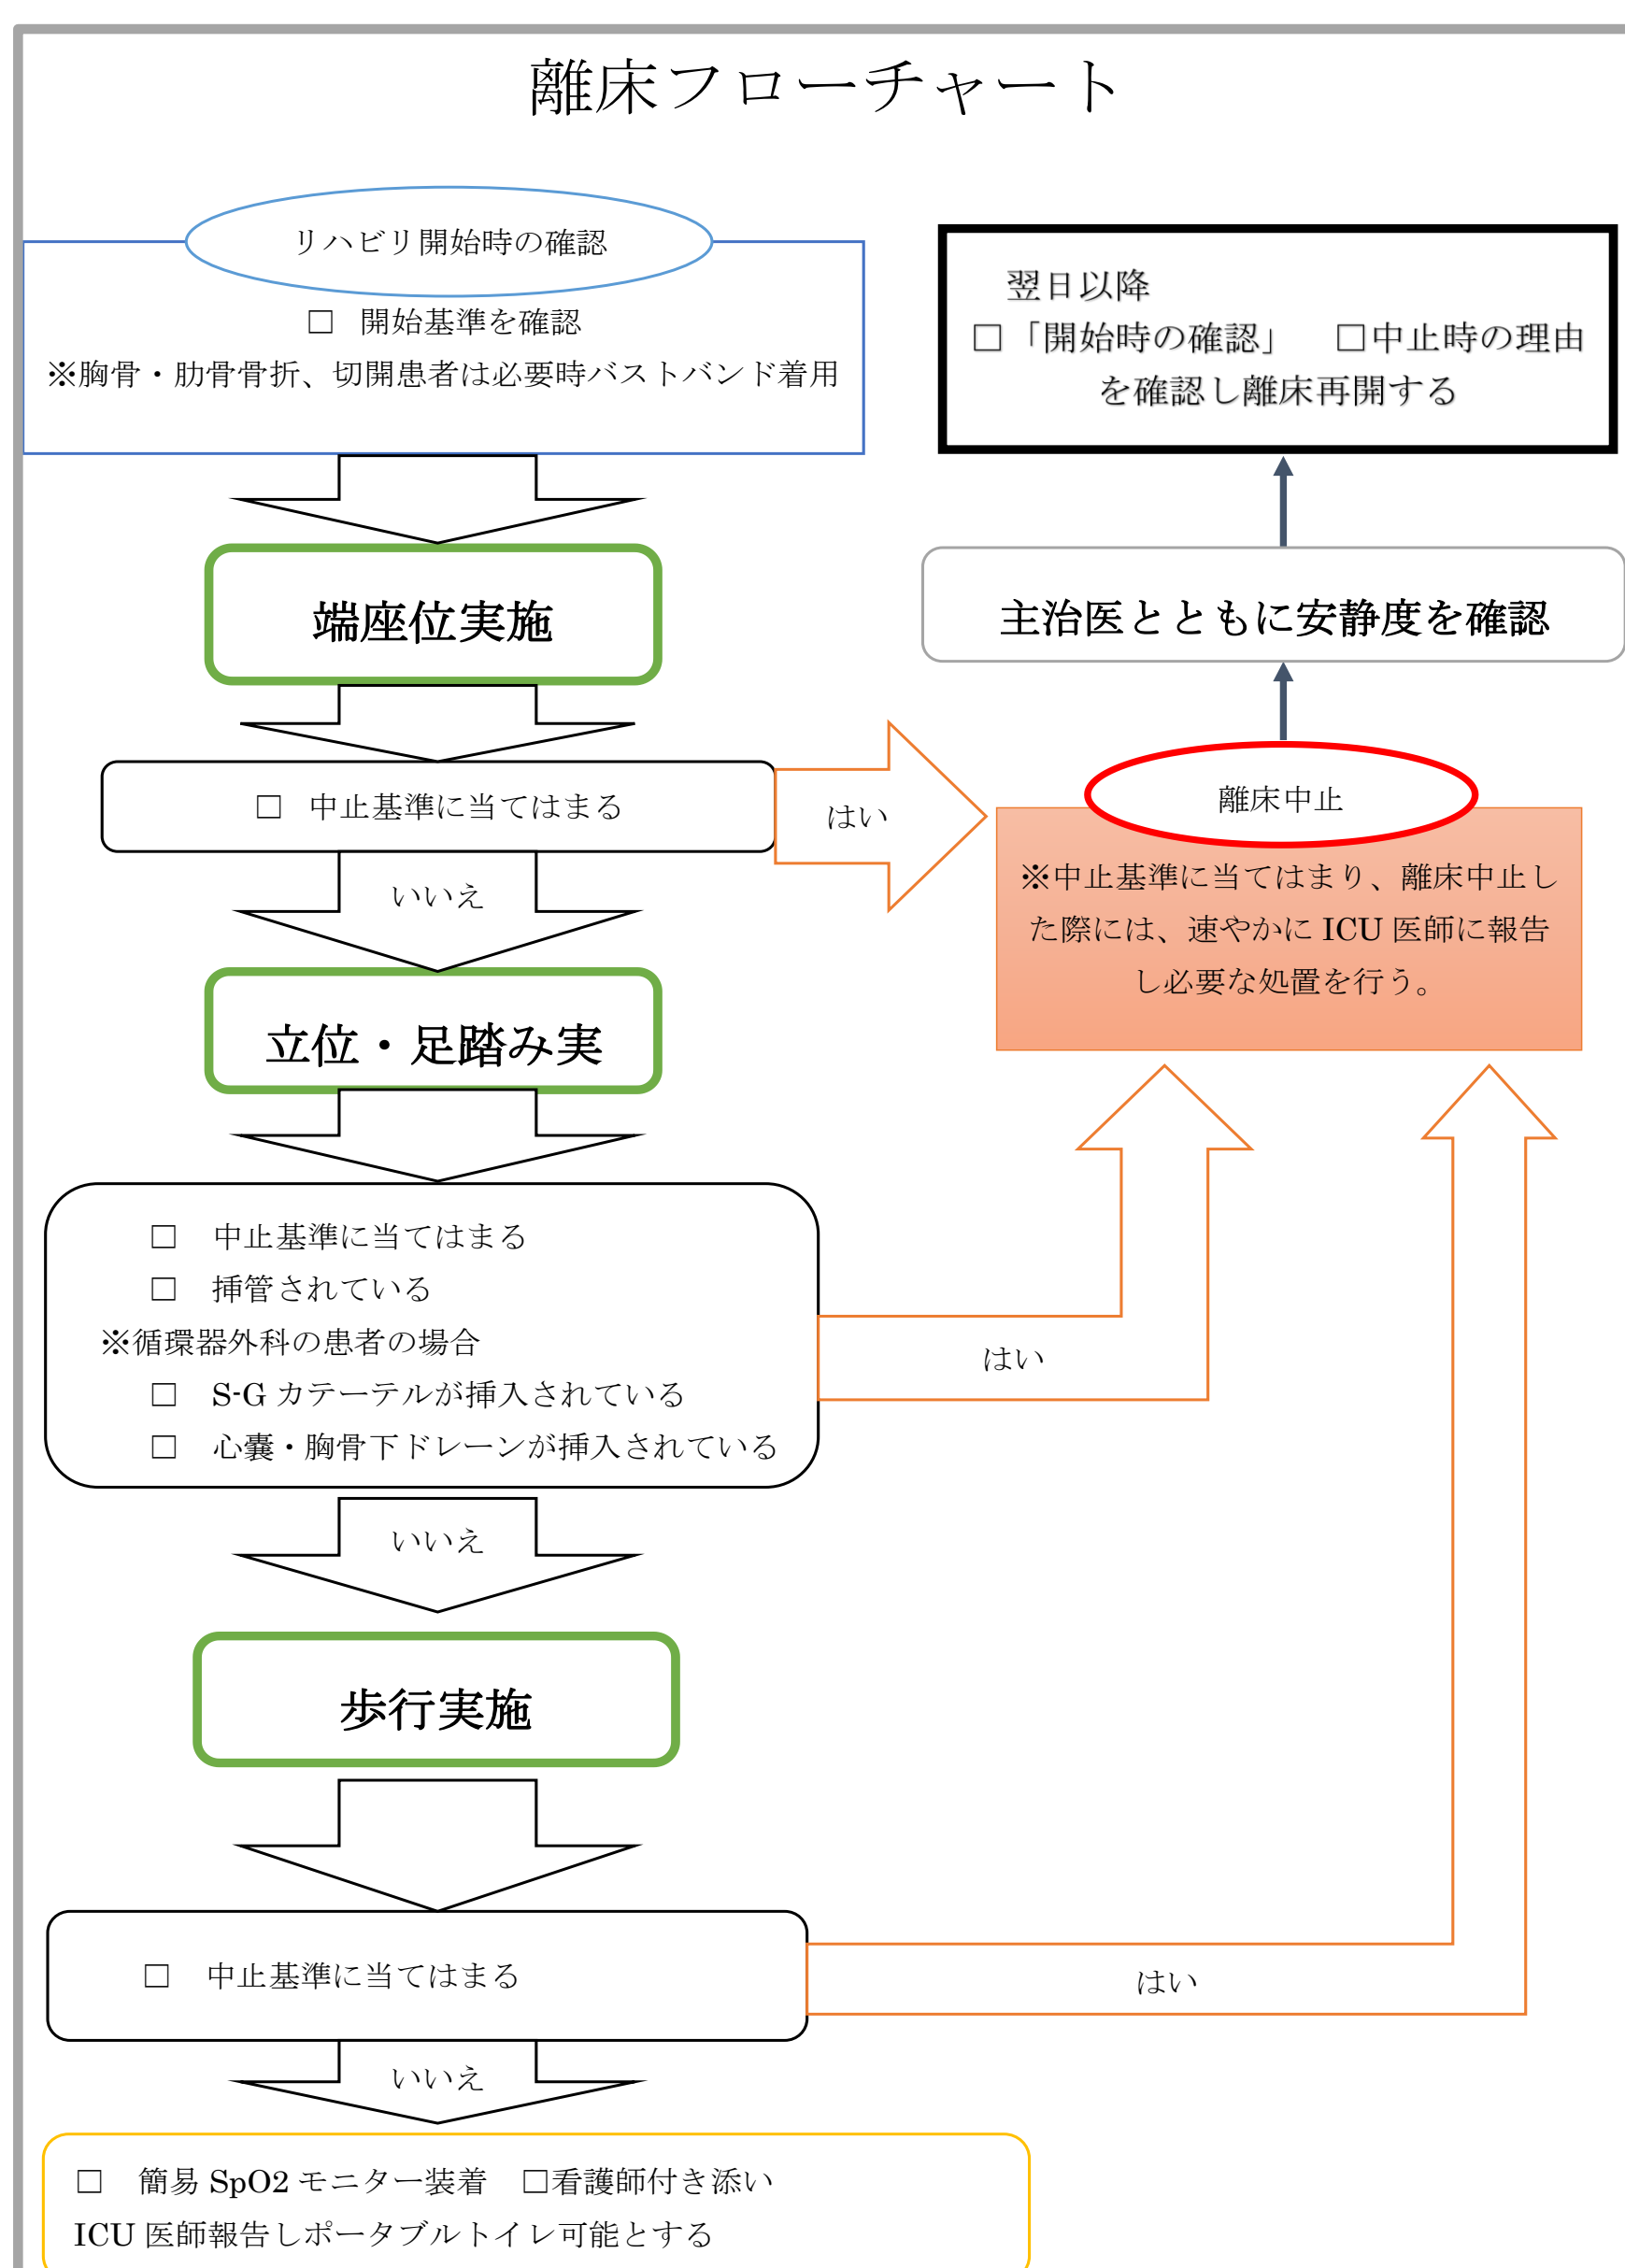 離床フローチャート
リハビリ開始時の確認
□ 開始基準を確認
※胸骨・肋骨骨折、切開患者は必要時バストバンド着用
翌日以降
□「開始時の確認」 □中止時の理由
を確認し離床再開する
端座位実施
主治医とともに安静度を確認
□ 中止基準に当てはまる
はい
離床中止
※中止基準に当てはまり、離床中止し
た際には、速やかに ICU 医師に報告
し必要な処置を行う。
いいえ
立位・足踏み実
□ 中止基準に当てはまる
□ 挿管されている
※循環器外科の患者の場合
□ S-G カテーテルが挿入されている
□ 心嚢・胸骨下ドレーンが挿入されている
はい
いいえ
歩行実施
□ 中止基準に当てはまる
はい
いいえ
□ 簡易 SpO2 モニター装着 □看護師付き添い
ICU 医師報告しポータブルトイレ可能とする